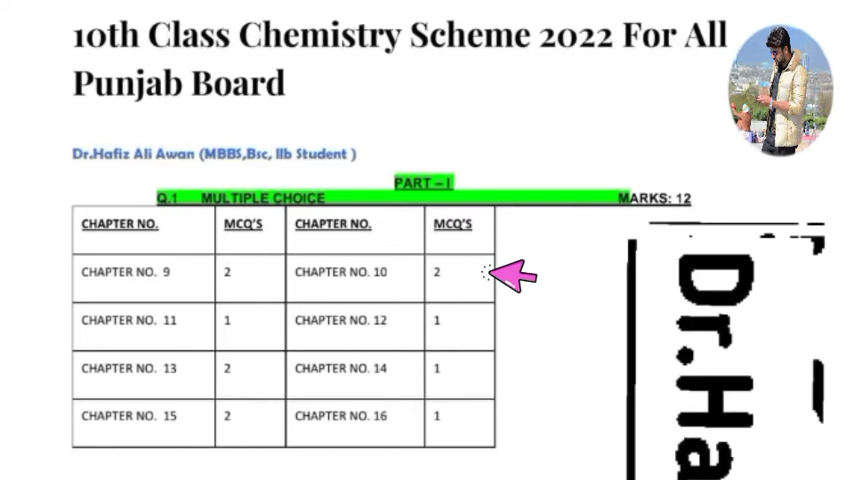 10th Class Chemistry Scheme 2022 For All
Punjab Board
Dr.Hafiz Ali Awan (MBBS,Bsc, llb Student )
PART – I
Q.1 MULTIPLE CHOICE MARKS: 12
CHAPTER NO. MCQ'S CHAPTER NO. MCQ'S
CHAPTER NO. 9 2 CHAPTER NO. 10 2
CHAPTER NO. 11 1 CHAPTER NO. 12 1
CHAPTER NO. 13 2 CHAPTER NO. 14 1
CHAPTER NO. 15 2 CHAPTER NO. 16 1
Dr.Ha